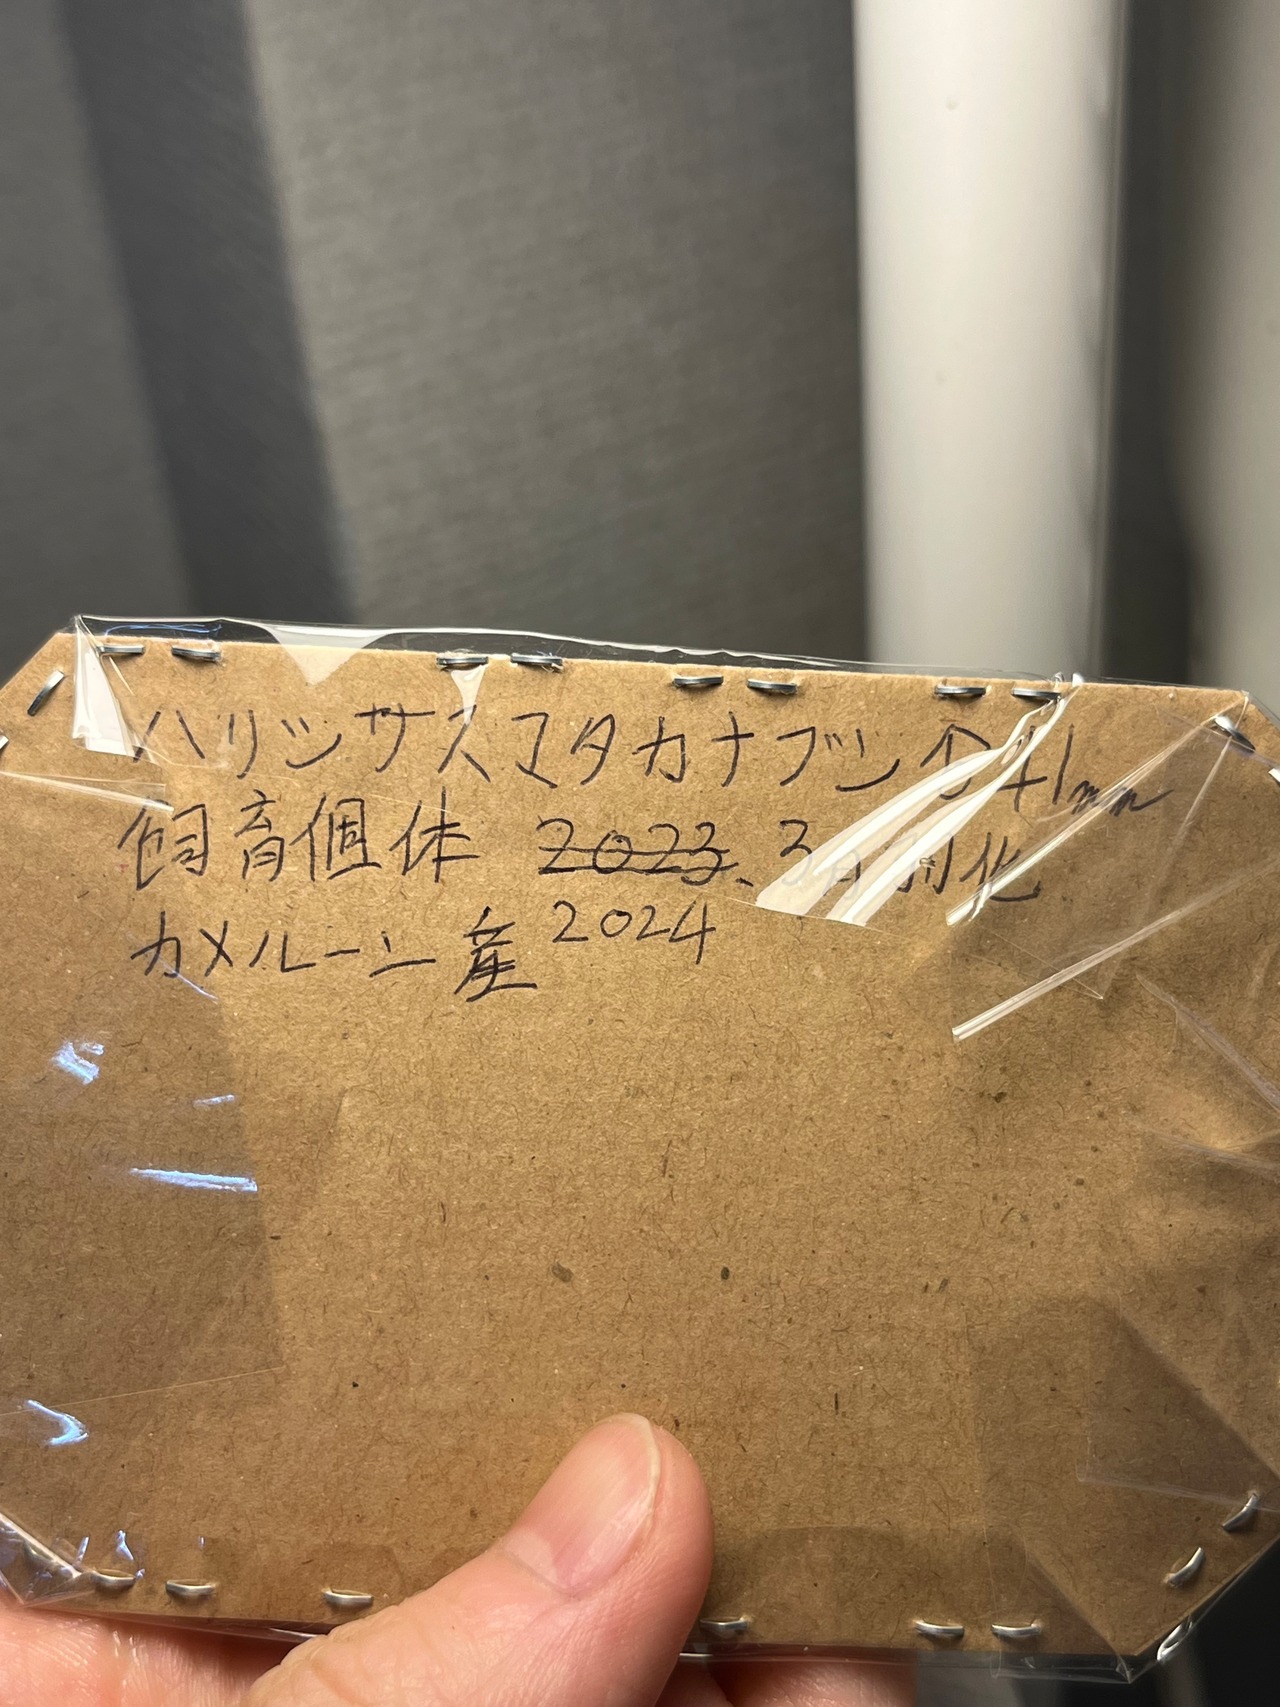 ハリツサスマタカナブン ♂ 41mm
飼育個体 2023、3月羽化
カメルーン産 2024